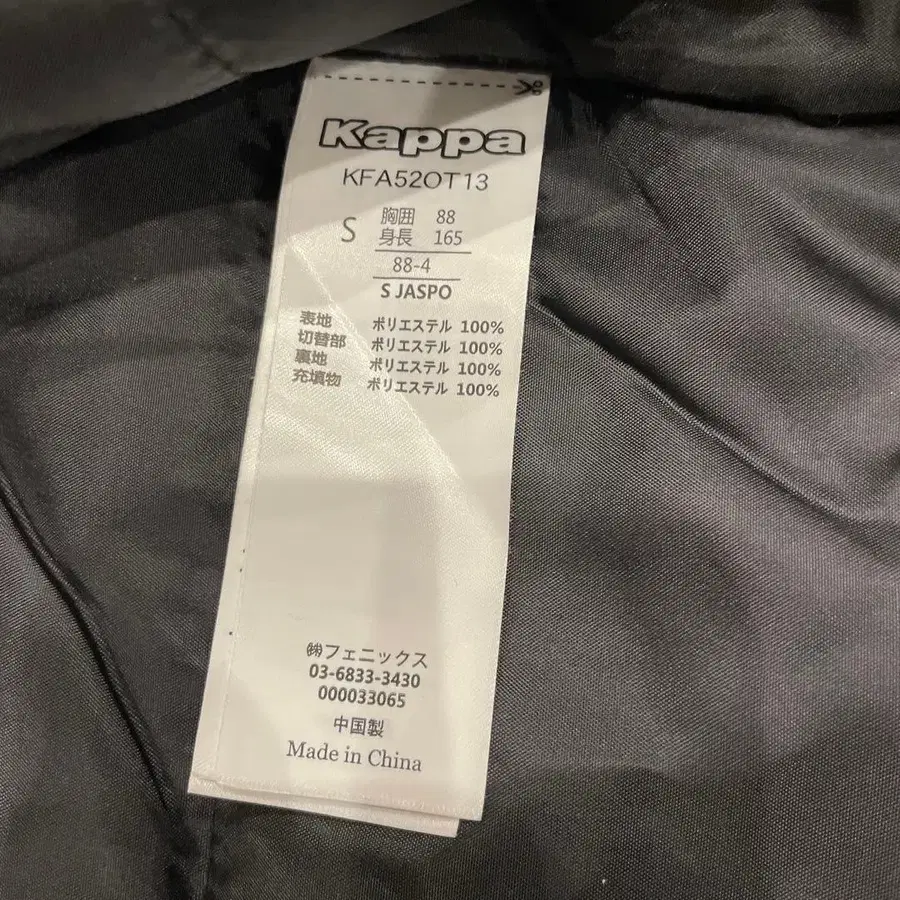 Kappa
KFA52OT13
S 胸囲 88
身長 165
88-4
S JASPO
表地 ポリエステル 100%
切替部 ポリエステル 100%
裏地 ポリエステル 100%
充填物 ポリエステル 100%
㈱フェニックス
03-6833-3430
000033065
中国製
Made in China